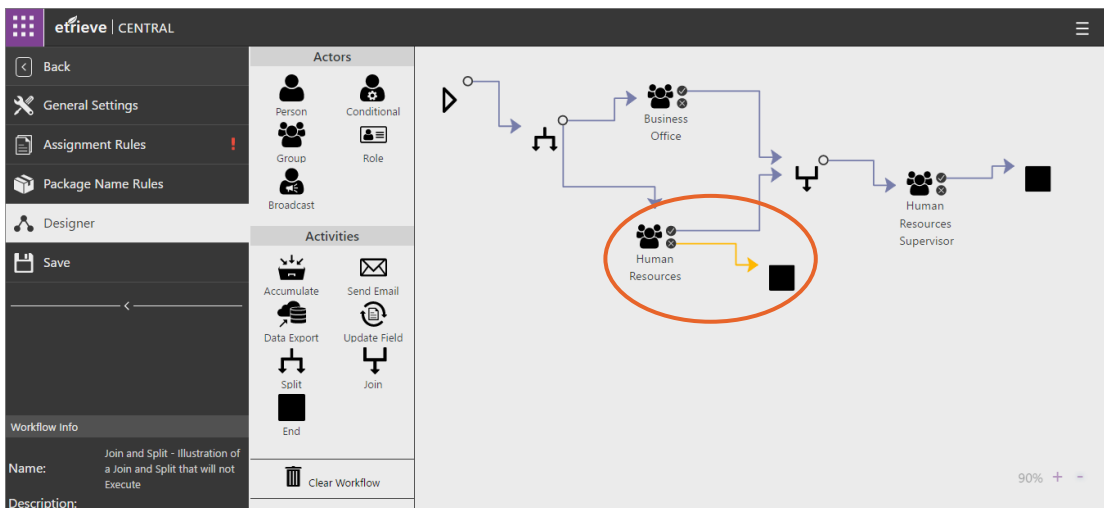 etrieve | CENTRAL
Back
General Settings
Assignment Rules !
Package Name Rules
Designer
Save
<
Workflow Info
Name:
Join and Split - Illustration of
a Join and Split that will not
Execute
Description:
Actors
Person
Conditional
Group
Role
Broadcast
Activities
Accumulate
Send Email
Data Export
Update Field
Split
Join
End
Clear Workflow
Business
Office
Human
Resources
Human
Resources
Supervisor
90% + -